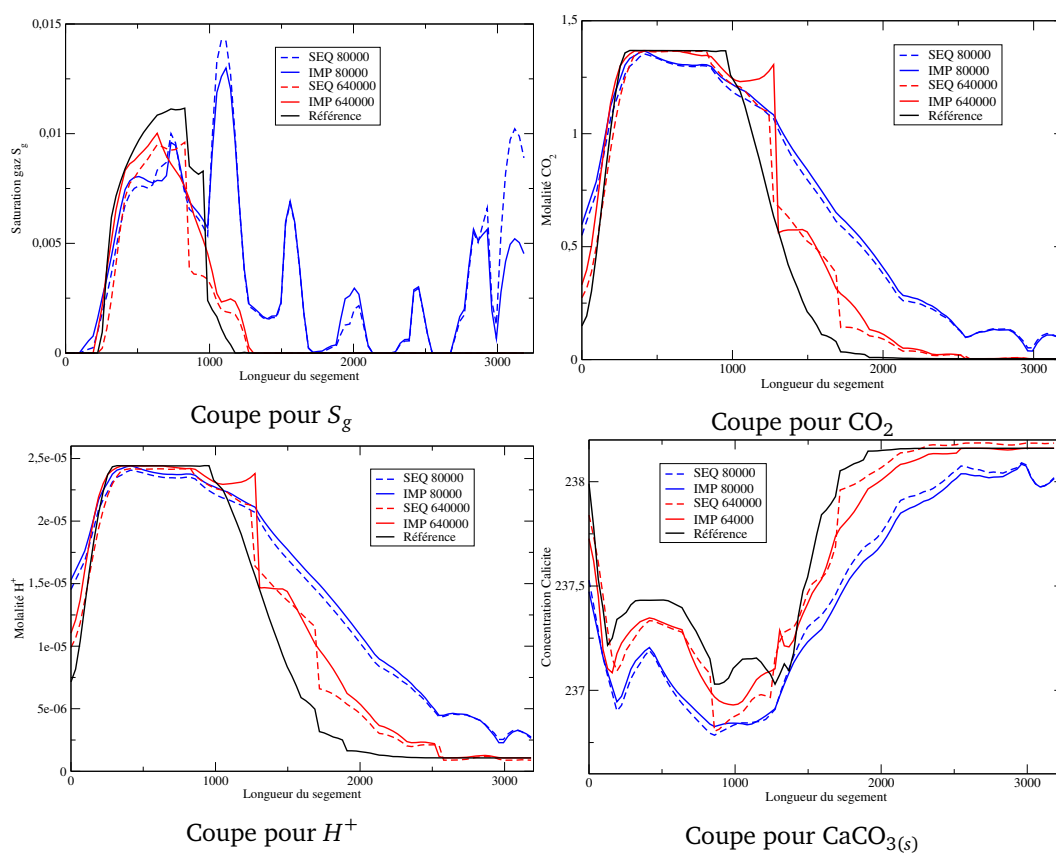 0,015
0,01
0,005
0
Saturation gaz S_g
SEQ 80000
IMP 80000
SEQ 640000
IMP 640000
Référence
0 1000 2000 3000
Longueur du segement
Coupe pour S_g
1,5
1
0,5
0
Molalité CO_2
SEQ 80000
IMP 80000
SEQ 640000
IMP 640000
Référence
0 1000 2000 3000
Longueur du segement
Coupe pour CO_2
2,5e-05
2e-05
1,5e-05
1e-05
5e-06
0
Molalité H^+
SEQ 80000
IMP 80000
SEQ 640000
IMP 640000
Référence
0 1000 2000 3000
Longueur du segement
Coupe pour H^+
238
237,5
237
Concentration Calicite
SEQ 80000
IMP 80000
SEQ 640000
IMP 64000
Référence
0 1000 2000 3000
Longueur du segement
Coupe pour CaCO_3(s)